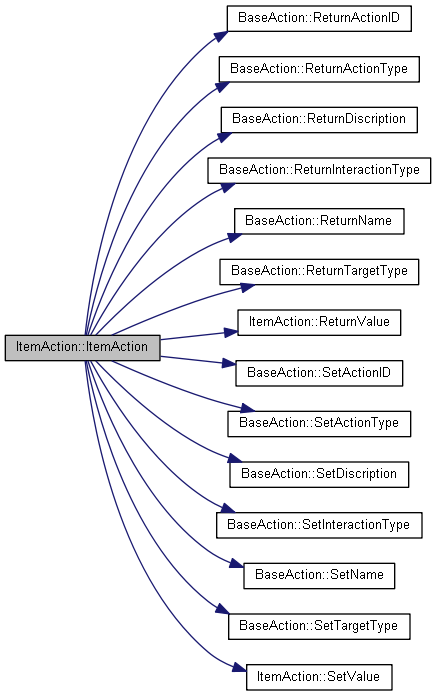 BaseAction::ReturnActionID
BaseAction::ReturnActionType
BaseAction::ReturnDiscription
BaseAction::ReturnInteractionType
BaseAction::ReturnName
BaseAction::ReturnTargetType
ItemAction::ReturnValue
ItemAction::ItemAction
BaseAction::SetActionID
BaseAction::SetActionType
BaseAction::SetDiscription
BaseAction::SetInteractionType
BaseAction::SetName
BaseAction::SetTargetType
ItemAction::SetValue